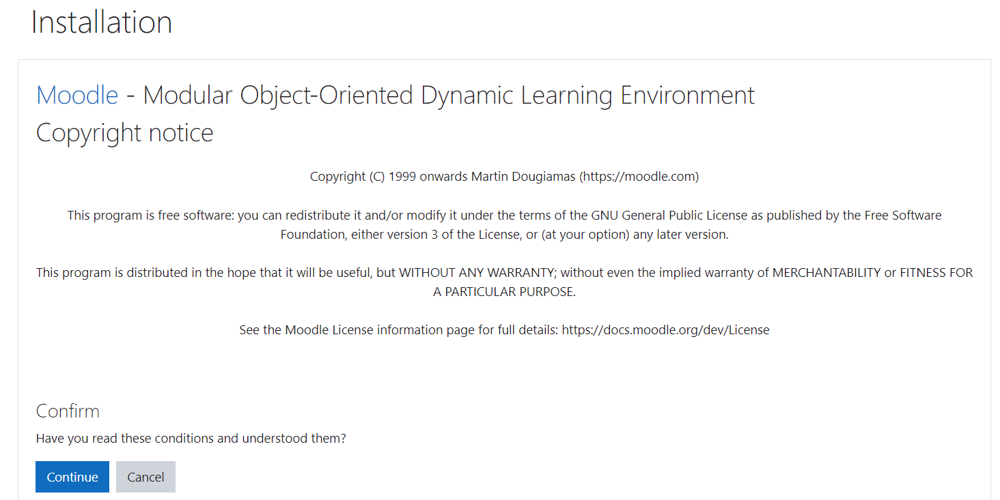 Installation
Moodle - Modular Object-Oriented Dynamic Learning Environment
Copyright notice
Copyright (C) 1999 onwards Martin Dougiamas (https://moodle.com)
This program is free software: you can redistribute it and/or modify it under the terms of the GNU General Public License as published by the Free Software
Foundation, either version 3 of the License, or (at your option) any later version.
This program is distributed in the hope that it will be useful, but WITHOUT ANY WARRANTY; without even the implied warranty of MERCHANTABILITY or FITNESS FOR
A PARTICULAR PURPOSE.
See the Moodle License information page for full details: https://docs.moodle.org/dev/License
Confirm
Have you read these conditions and understood them?
Continue Cancel